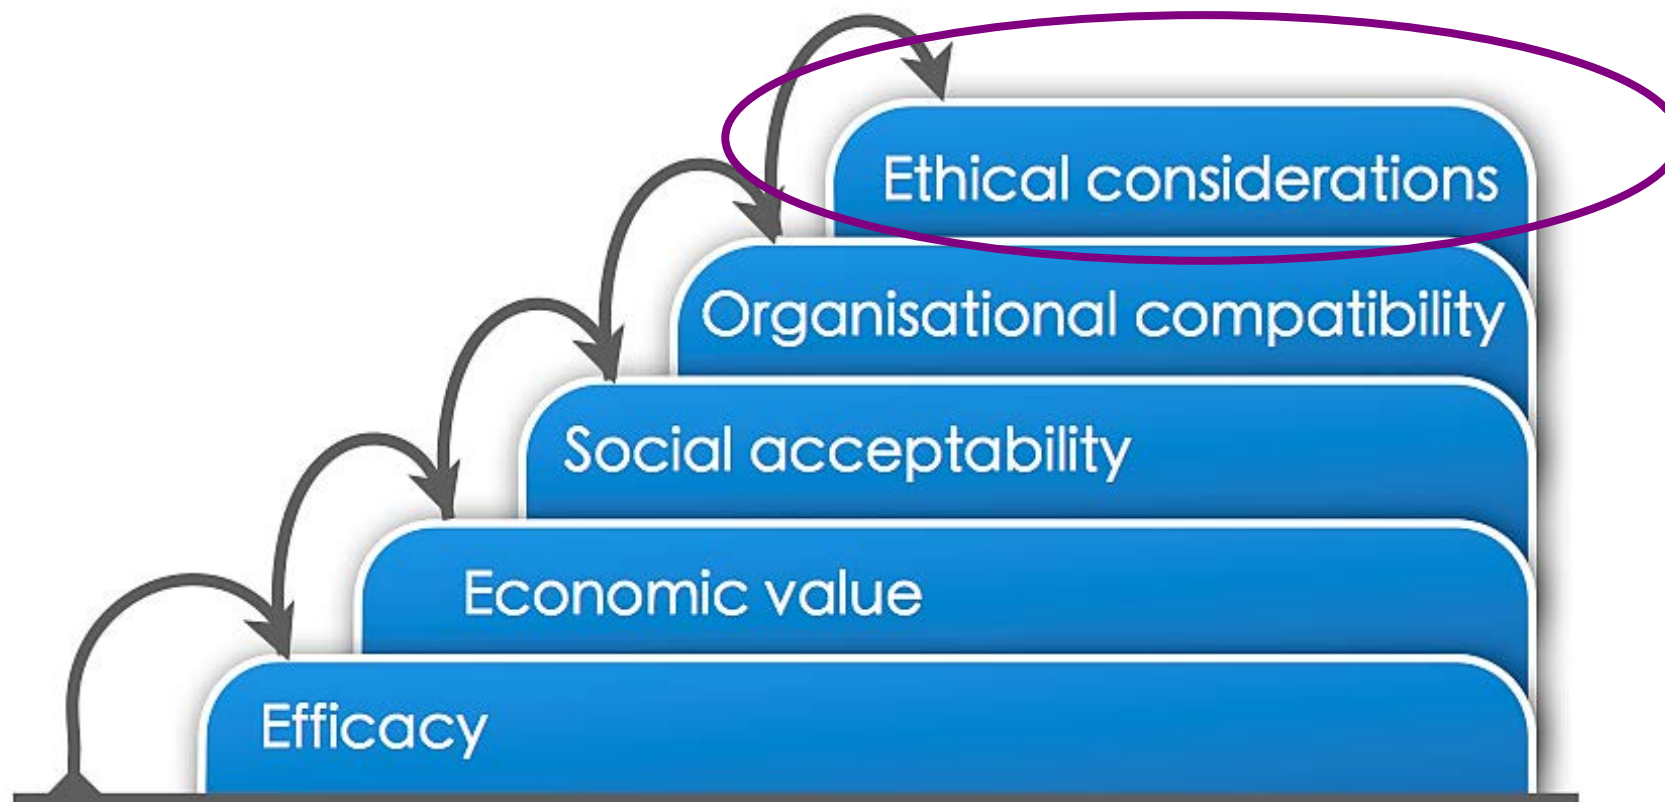 Ethical considerations
Organisational compatibility
Social acceptability
Economic value
Efficacy